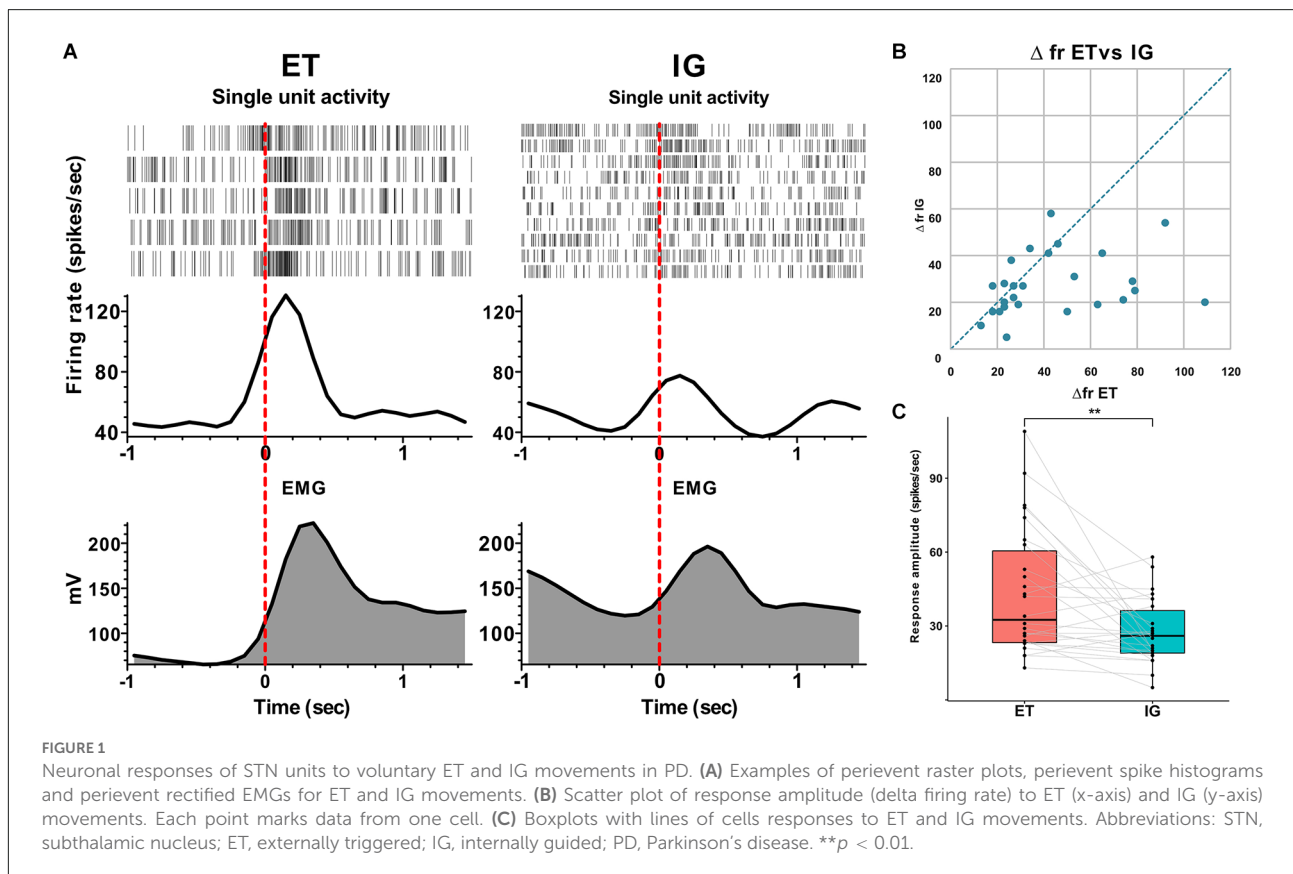 A
ET
Single unit activity
IG
Single unit activity
Firing rate (spikes/sec)
120
80
40
-1
0
1
120
80
40
-1
0
1
EMG
EMG
mV
200
150
100
-1
0
1
Time (sec)
200
150
100
-1
0
1
Time (sec)
B
Δ fr ETvs IG
Δ fr IG
120
100
80
60
40
20
0
0
20
40
60
80
100
120
Δfr ET
C
**
Response amplitude (spikes/sec)
90
60
30
ET
IG
FIGURE 1
Neuronal responses of STN units to voluntary ET and IG movements in PD. (A) Examples of perievent raster plots, perievent spike histograms
and perievent rectified EMGs for ET and IG movements. (B) Scatter plot of response amplitude (delta firing rate) to ET (x-axis) and IG (y-axis)
movements. Each point marks data from one cell. (C) Boxplots with lines of cells responses to ET and IG movements. Abbreviations: STN,
subthalamic nucleus; ET, externally triggered; IG, internally guided; PD, Parkinson's disease. **p < 0.01.